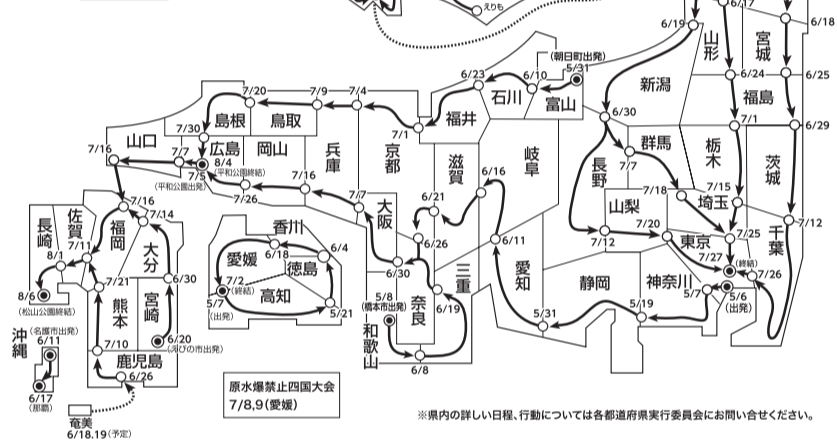 えりも
6/19
6/17
6/18
山形
宮城
6/24
6/25
福島
新潟
(朝日町出発)
5/31
6/23
6/10
石川
富山
福井
6/30
7/1
6/29
群馬
栃木
茨城
7/7
長野
7/18
7/15
埼玉
山梨
7/12
7/20
東京
7/25
7/27
(終結)
7/26
千葉
7/12
神奈川
5/7
5/6
(出発)
静岡
5/19
5/31
愛知
岐阜
6/11
6/16
滋賀
6/21
6/26
三重
7/20
7/9
7/4
7/1
島根
鳥取
兵庫
京都
山口
7/30
広島
岡山
7/16
7/7
8/4
(平和公園終結)
7/5
(平和公園出発)
7/26
7/16
7/7
大阪
6/30
5/8
(橋本市出発)
奈良
6/19
和歌山
6/8
香川
6/18
6/4
愛媛
徳島
7/2
(終結)
5/7
(出発)
高知
5/21
長崎
佐賀
7/16
7/14
福岡
大分
8/1
7/11
8/6
(松山公園終結)
7/21
6/30
熊本
宮崎
6/20
(えびの市出発)
沖縄
(名護市出発)
6/11
7/10
鹿児島
6/26
6/17
(那覇)
奄美
6/18,19(予定)
原水爆禁止四国大会
7/8,9(愛媛)
※県内の詳しい日程、行動については各都道府県実行委員会にお問い合せください。